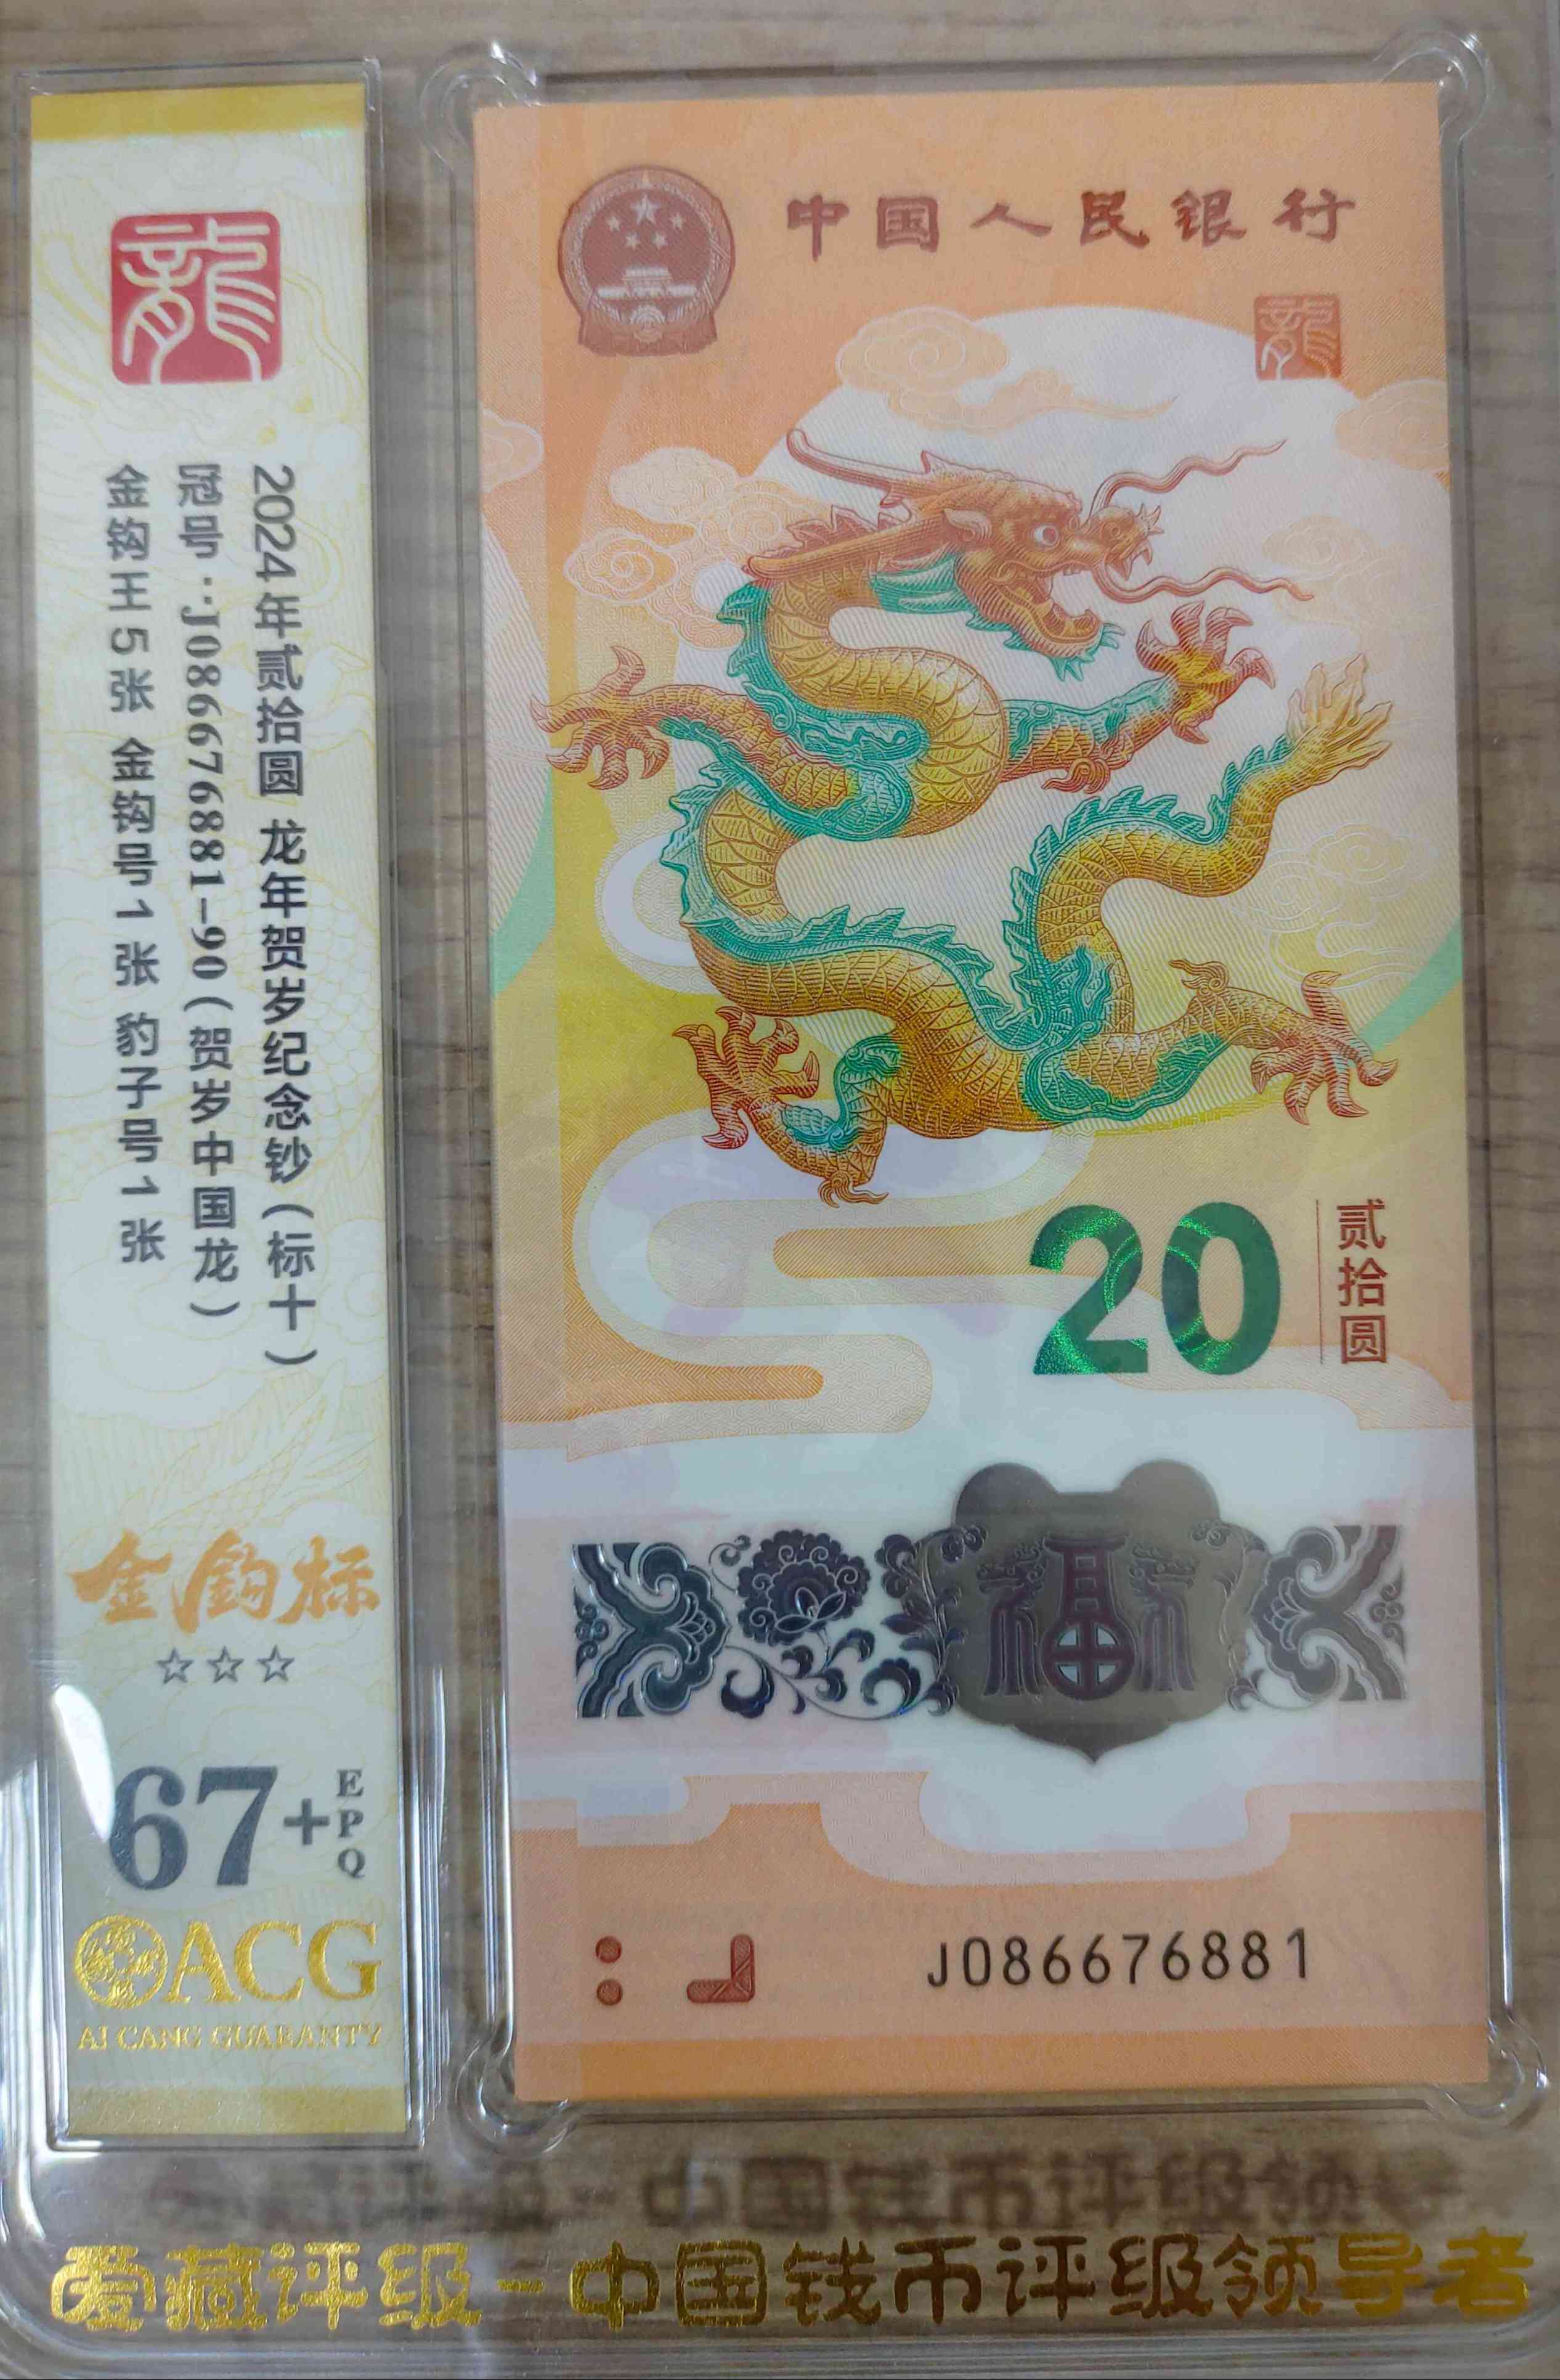 龍
2024年贰拾圆 龙年贺岁纪念钞(标十)
冠号:J086676881-90(贺岁中国龙)
金钩王5张 金钩号1张 豹子号1张
金钩标
☆☆☆
67+
EPQ
ACG
AI CANG GUARANTY
中国人民银行
龍
20
贰拾圆
福
J086676881
爱藏评级-中国钱币评级领导者